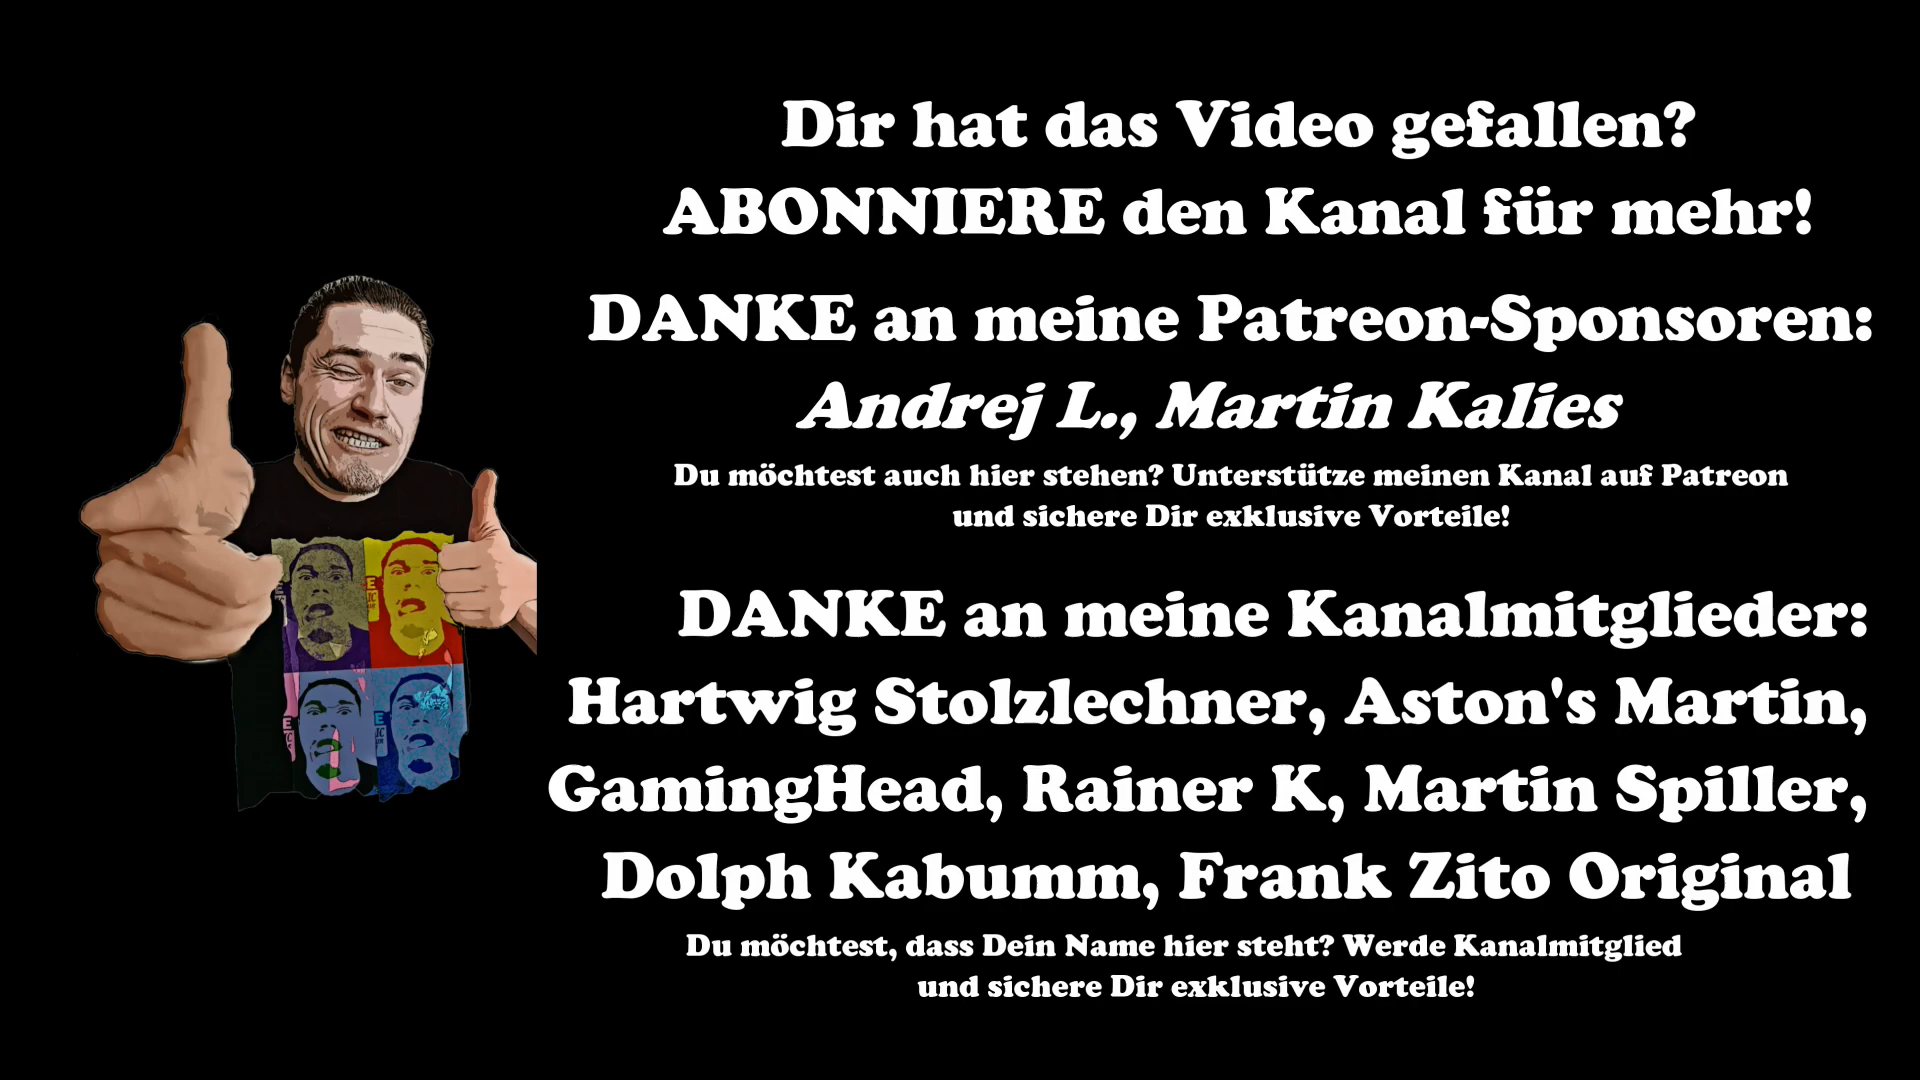 Dir hat das Video gefallen?
ABONNIERE den Kanal für mehr!
DANKE an meine Patreon-Sponsoren:
Andrej L., Martin Kalies
Du möchtest auch hier stehen? Unterstütze meinen Kanal auf Patreon
und sichere Dir exklusive Vorteile!
DANKE an meine Kanalmitglieder:
Hartwig Stolzlechner, Aston's Martin,
GamingHead, Rainer K, Martin Spiller,
Dolph Kabumm, Frank Zito Original
Du möchtest, dass Dein Name hier steht? Werde Kanalmitglied
und sichere Dir exklusive Vorteile!